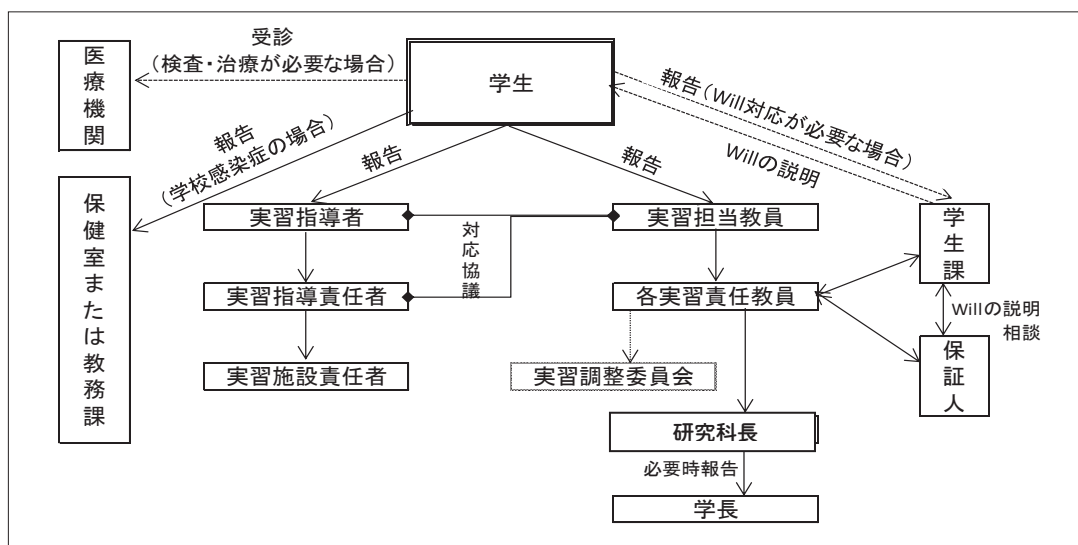 受診
(検査・治療が必要な場合)
医療機関
学生
報告(Will対応が必要な場合)
Willの説明
報告
(学校感染症の場合)
報告
報告
保健室または教務課
実習指導者
対応協議
実習担当教員
学生課
実習指導責任者
各実習責任教員
Willの説明
相談
実習施設責任者
実習調整委員会
保証人
研究科長
必要時報告
学長